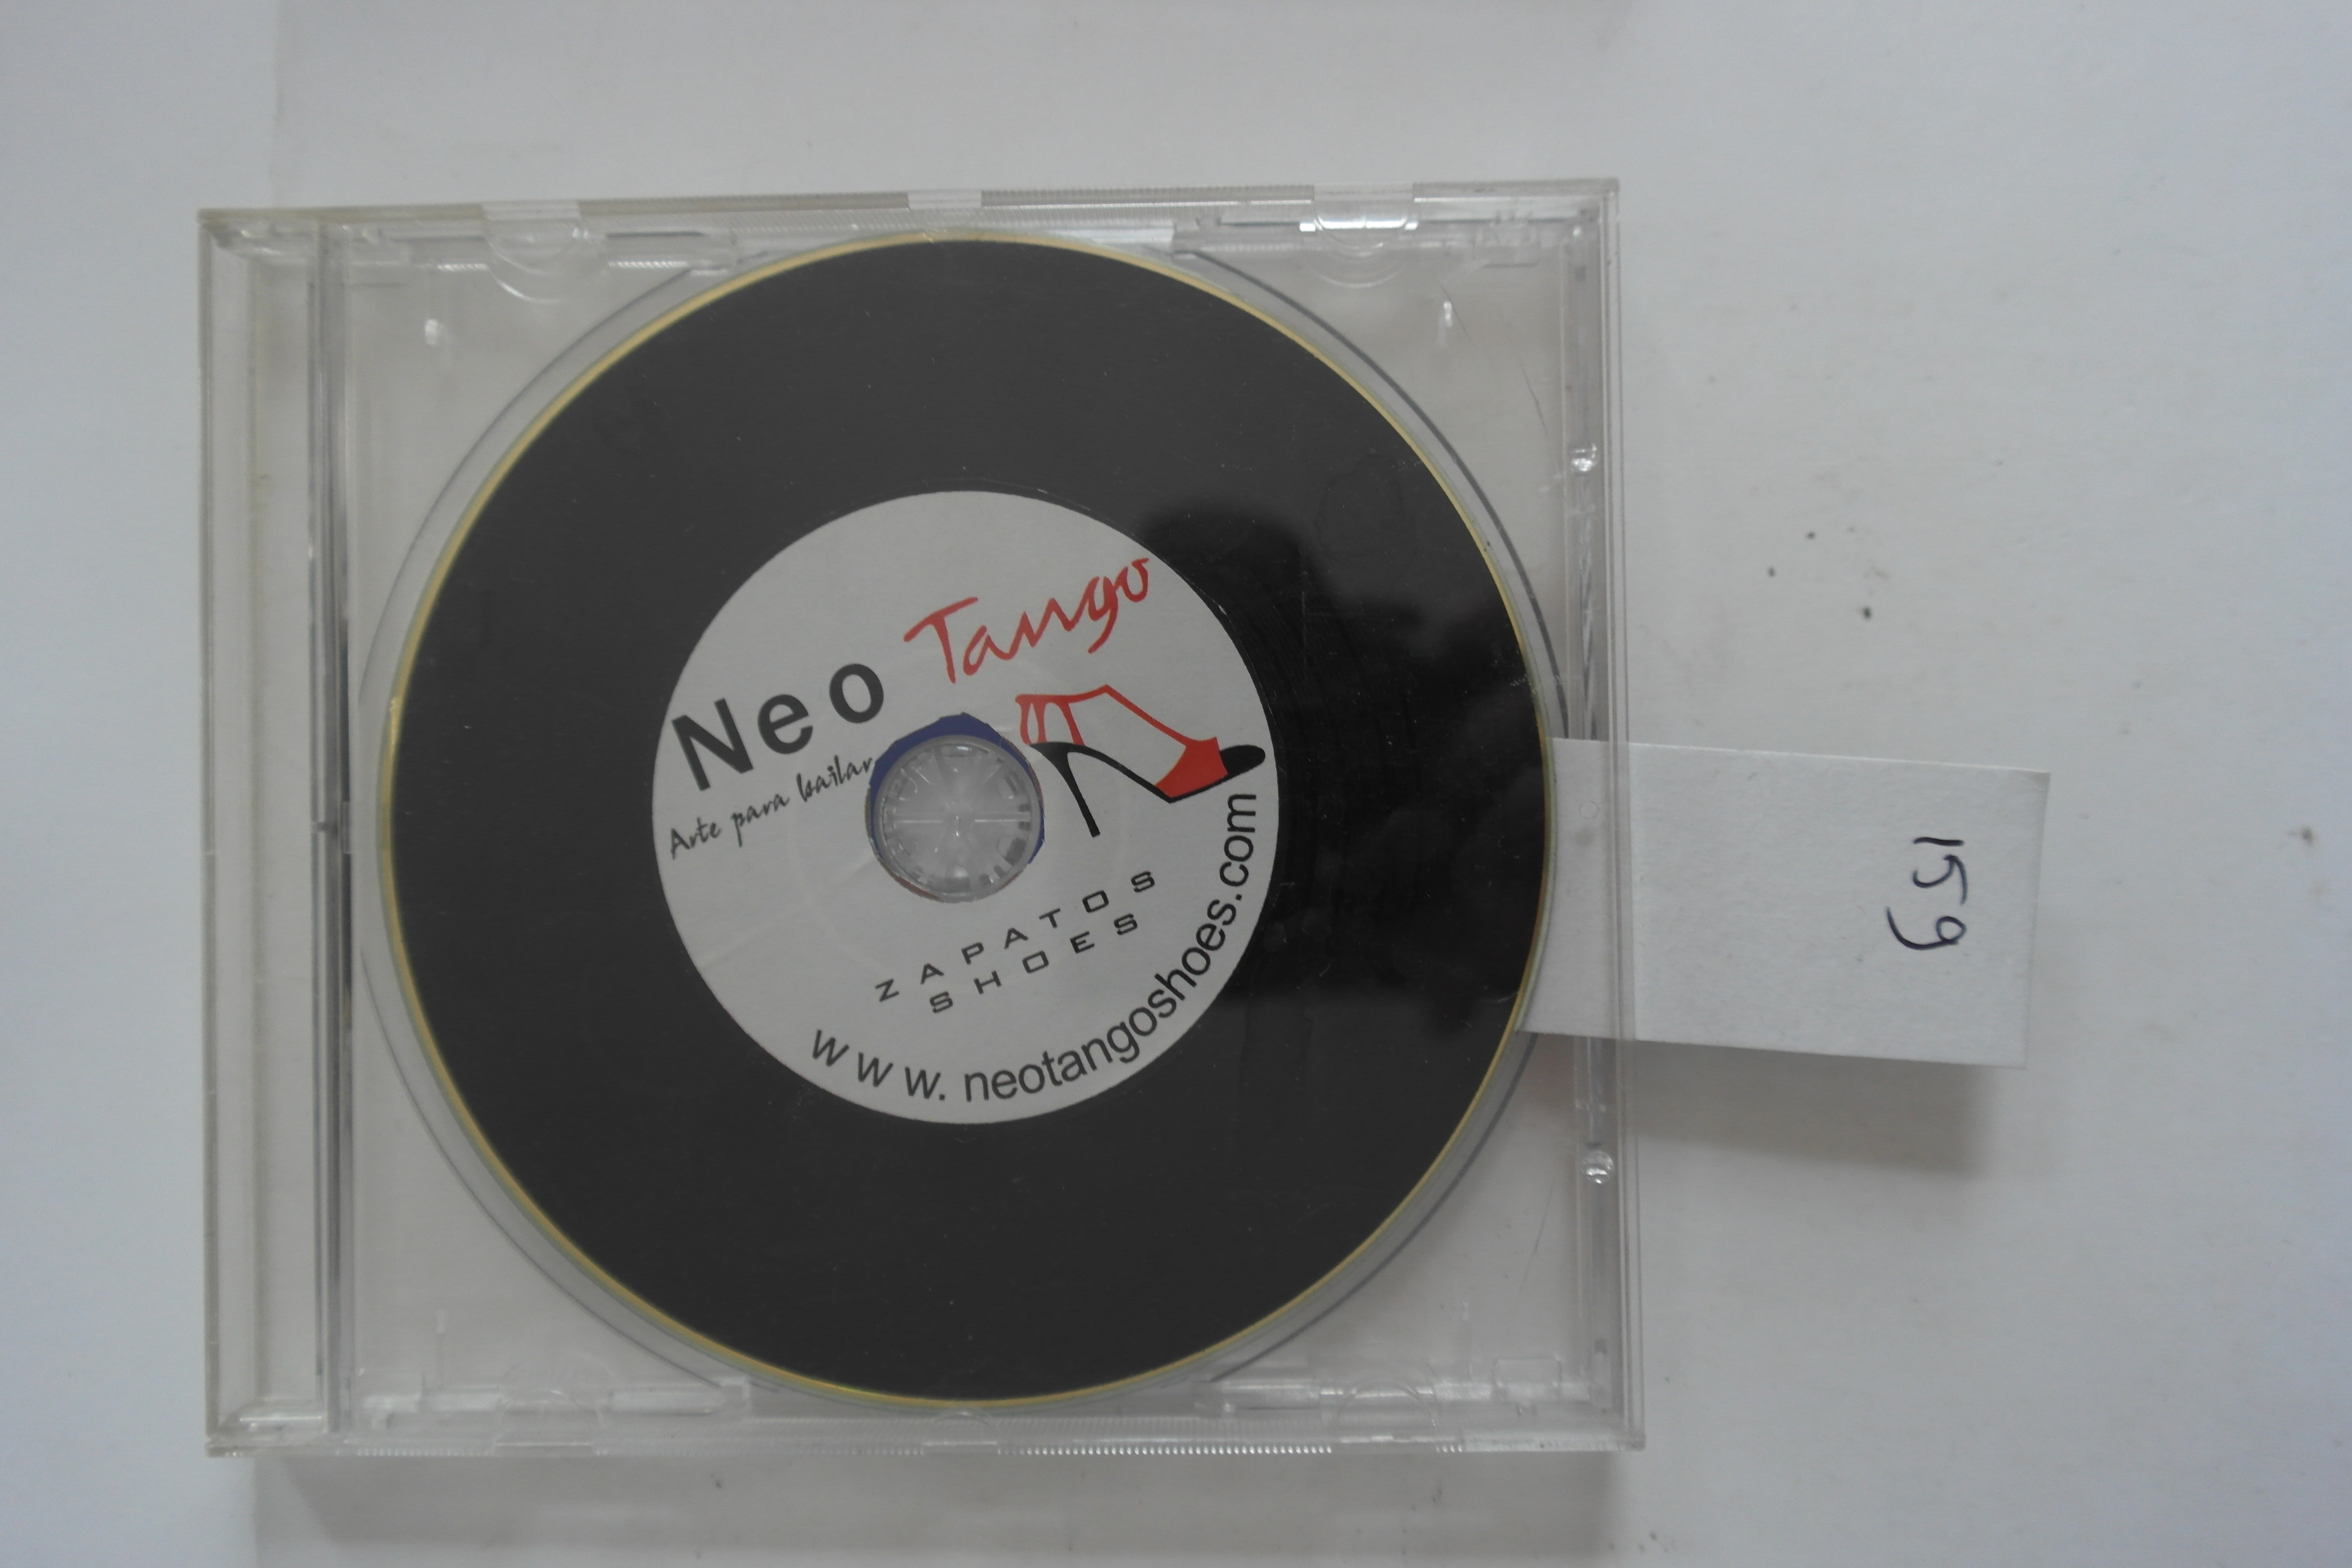 Neo Tango
Arte para bailar
ZAPATOS
SHOES
www.neotangoshoes.com
159